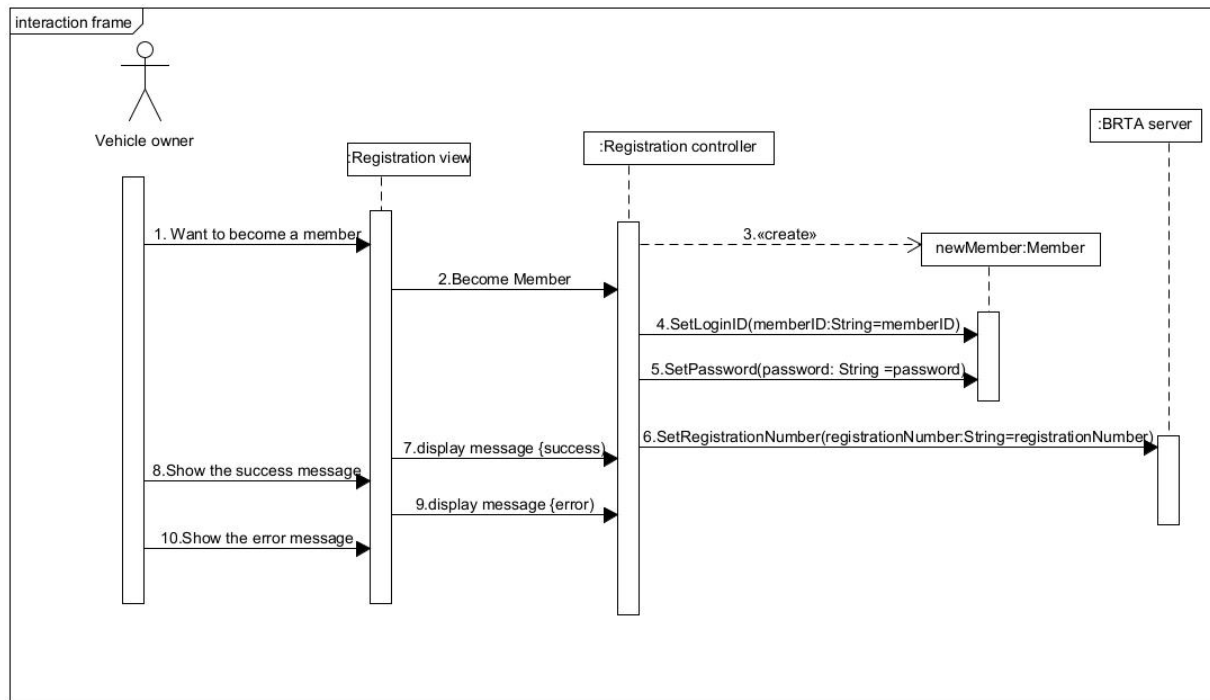 interaction frame
Vehicle owner
:Registration view
:Registration controller
:BRTA server
1. Want to become a member
3.«create»
newMember:Member
2.Become Member
4.SetLoginID(memberID:String=memberID)
5.SetPassword(password: String =password)
6.SetRegistrationNumber(registrationNumber:String=registrationNumber)
7.display message {success)
8.Show the success message
9.display message {error)
10.Show the error message